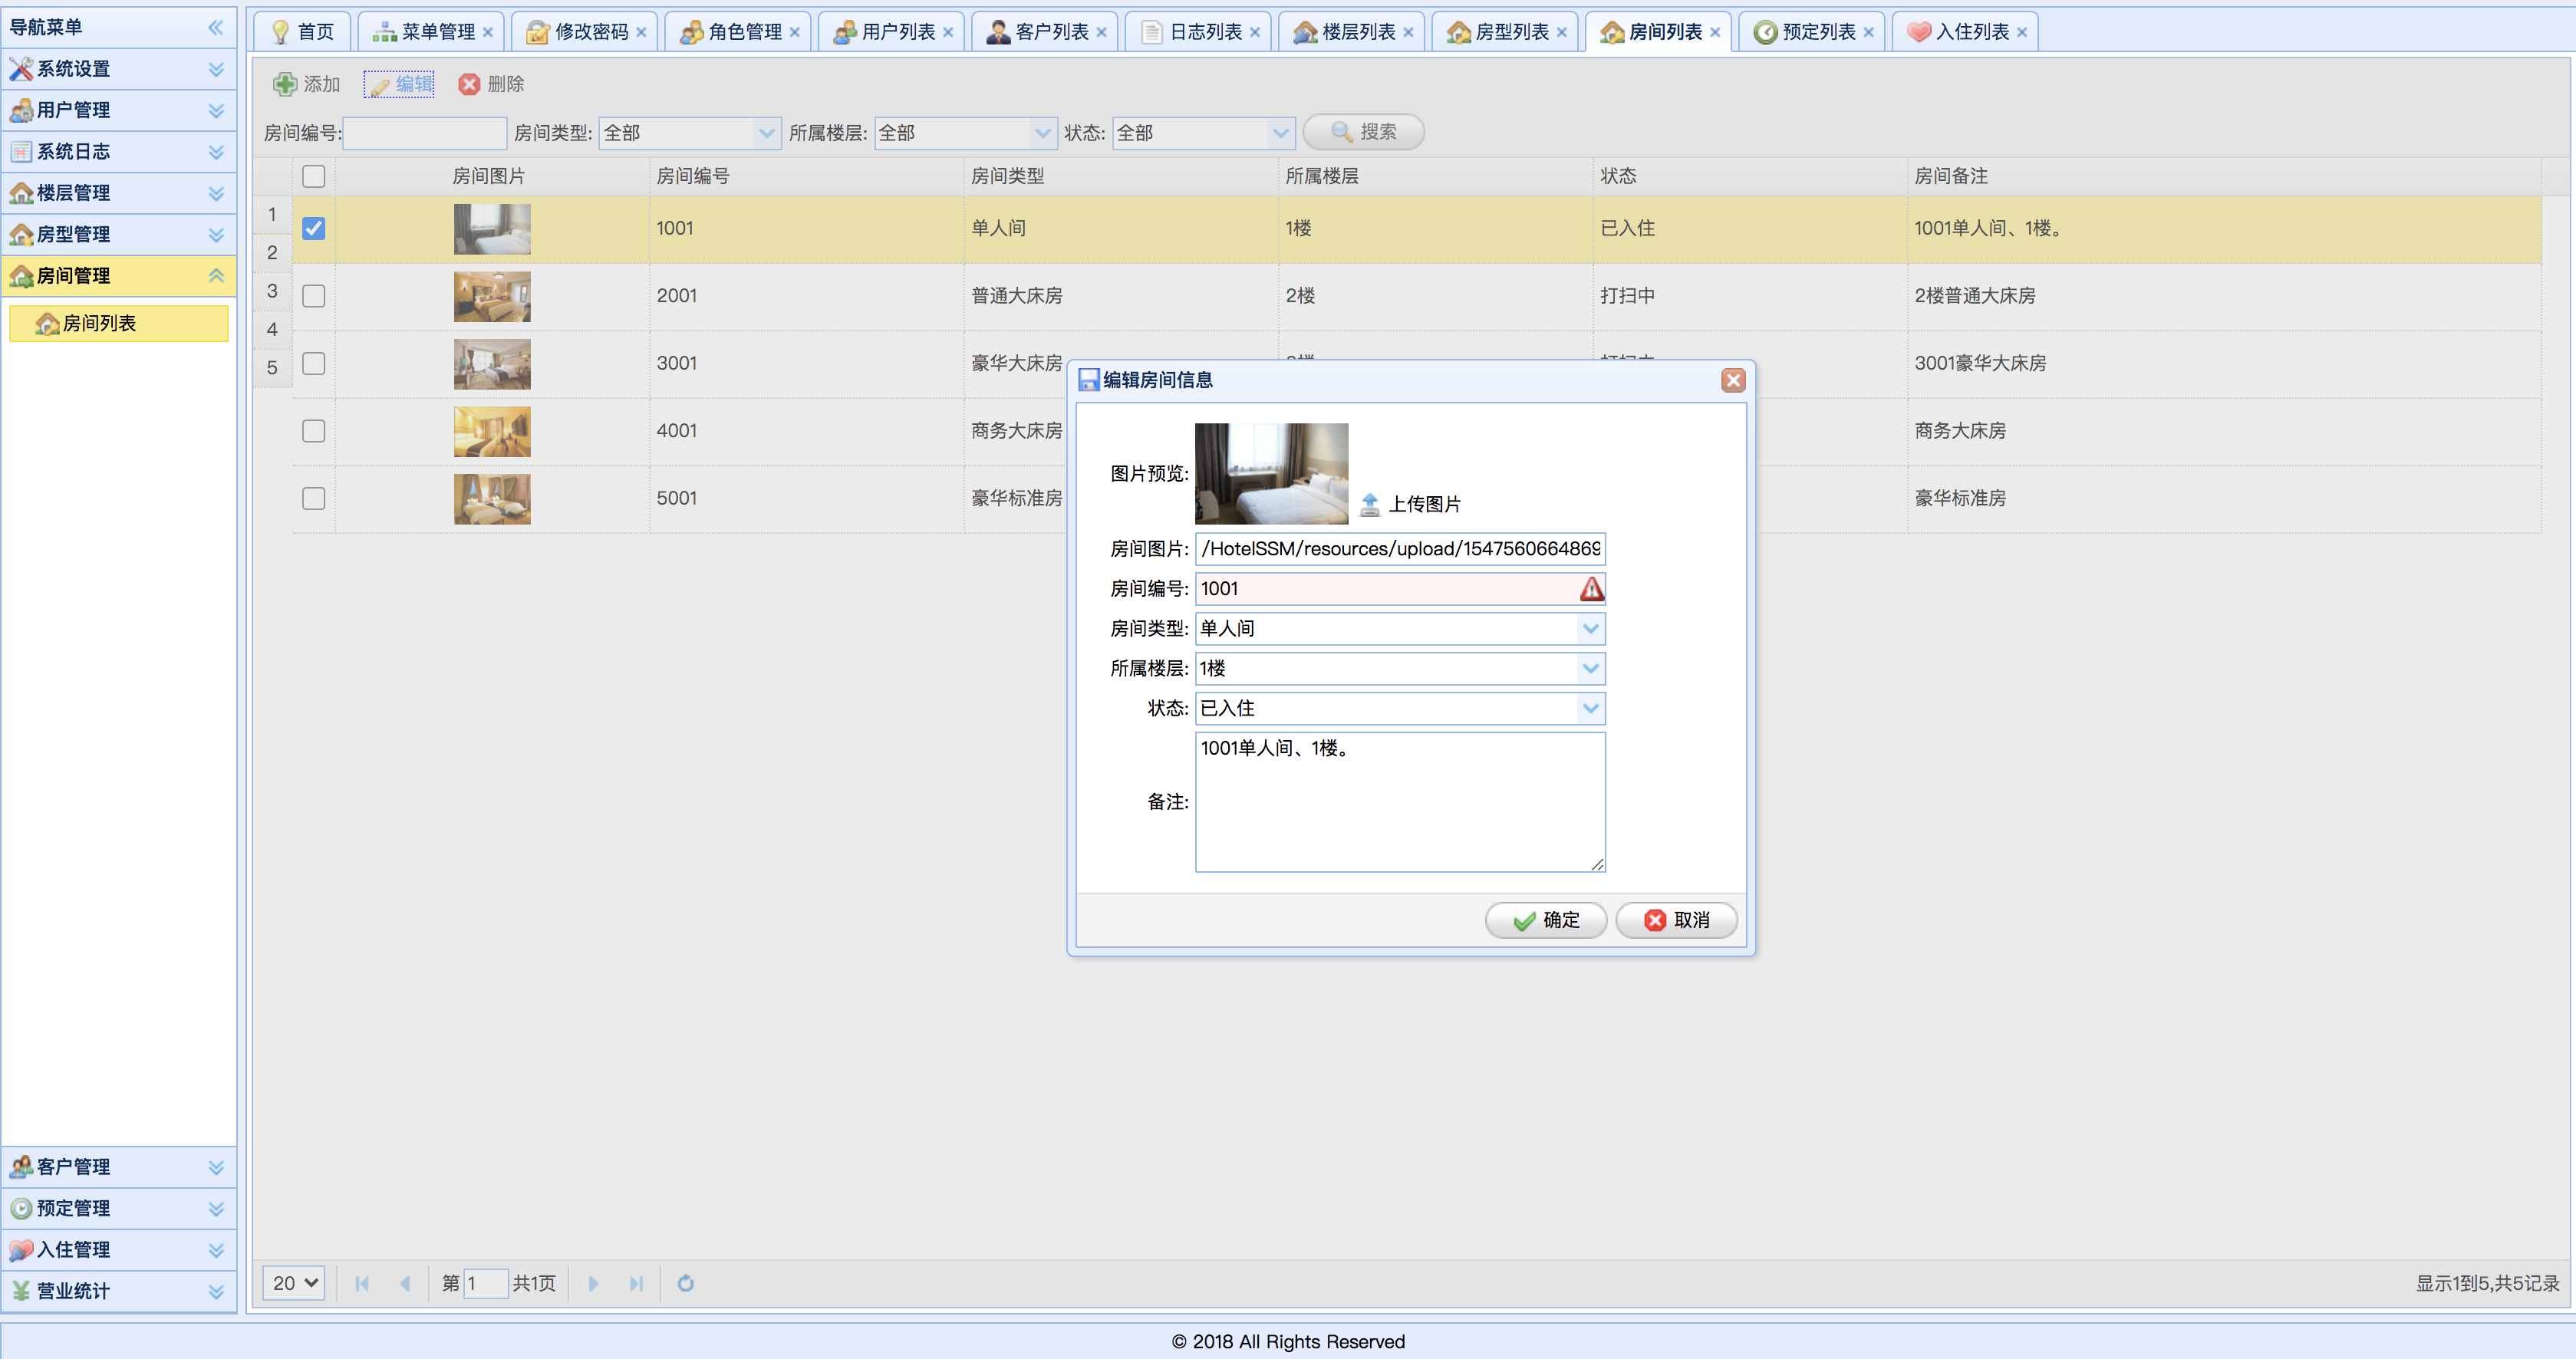 导航菜单
系统设置
用户管理
系统日志
楼层管理
房型管理
房间管理
房间列表
客户管理
预定管理
入住管理
营业统计
首页 菜单管理 修改密码 角色管理 用户列表 客户列表 日志列表 楼层列表 房型列表 房间列表 预定列表 入住列表
添加 编辑 删除
房间编号: 房间类型: 全部 所属楼层: 全部 状态: 全部 搜索
房间图片 房间编号 房间类型 所属楼层 状态 房间备注
1 1001 单人间 1楼 已入住 1001单人间、1楼。
2 2001 普通大床房 2楼 打扫中 2楼普通大床房
3 3001 豪华大床房 3001豪华大床房
4 4001 商务大床房 商务大床房
5 5001 豪华标准房 豪华标准房
编辑房间信息
图片预览: 上传图片
房间图片: /HotelSSM/resources/upload/1547560664869
房间编号: 1001
房间类型: 单人间
所属楼层: 1楼
状态: 已入住
备注: 1001单人间、1楼。
确定 取消
20 第 1 共1页 显示1到5,共5记录
© 2018 All Rights Reserved